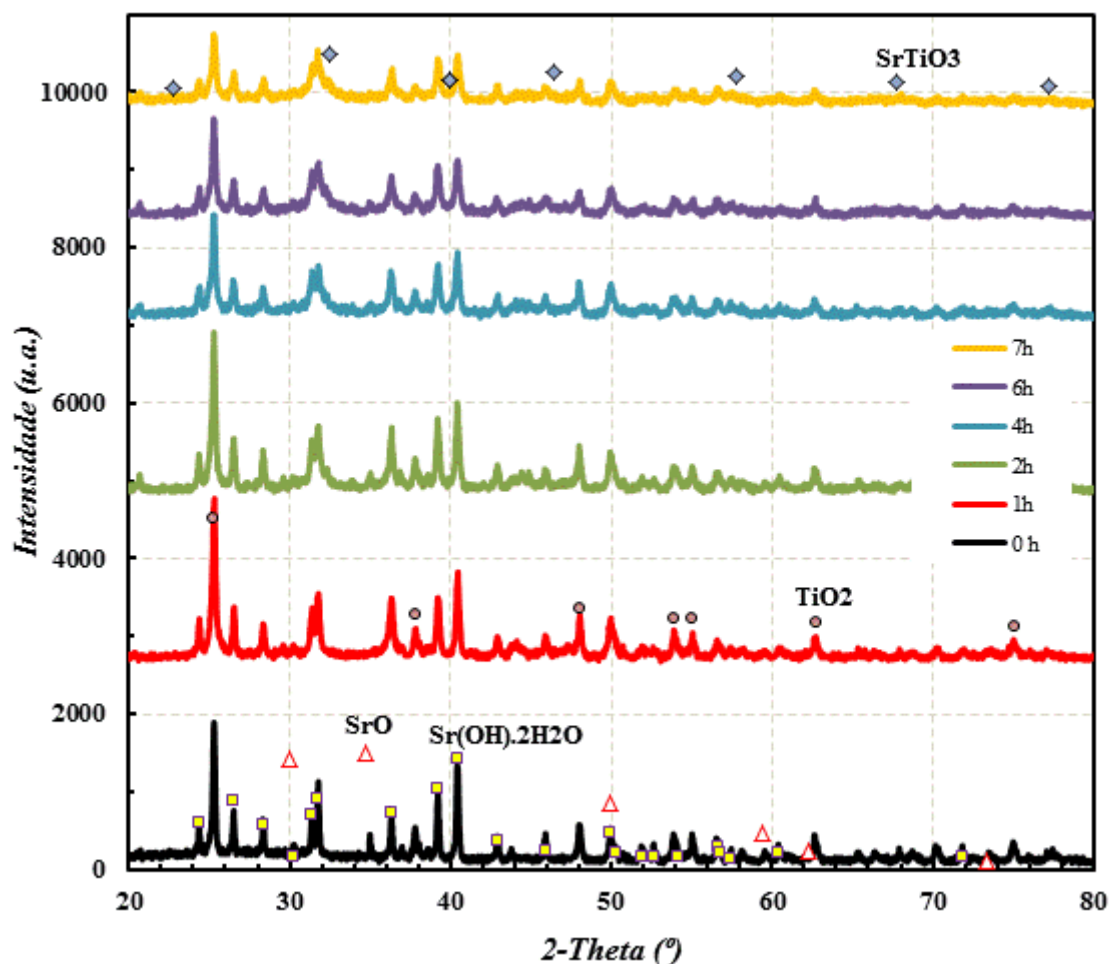 SrTiO3
10000
8000
6000
4000
2000
0
Intensidade (u.a.)
7h
6h
4h
2h
1h
0 h
TiO2
SrO
Sr(OH).2H2O
20 30 40 50 60 70 80
2-Theta (º)